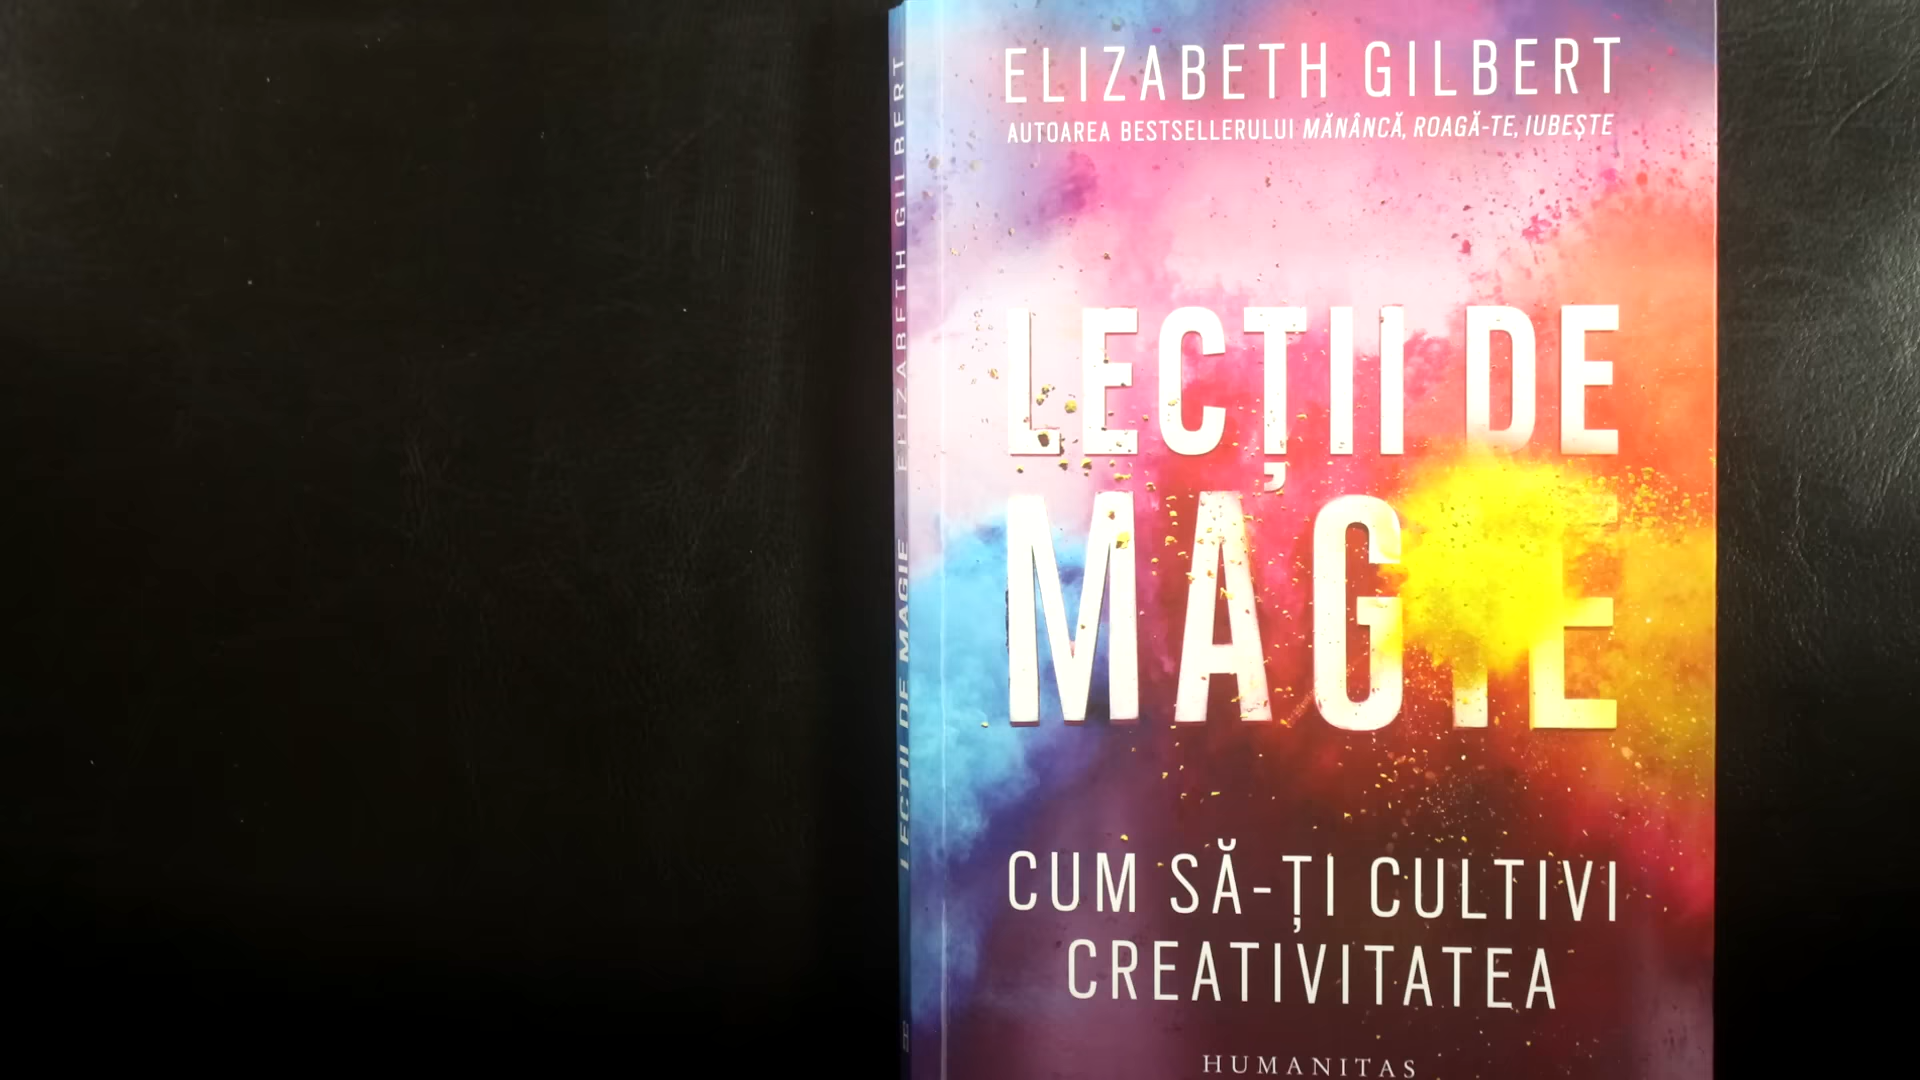 ELIZABETH GILBERT
AUTOAREA BESTSELLERULUI MĂNÂNCĂ, ROAGĂ-TE, IUBEȘTE
LECȚII DE
MAGIE
CUM SĂ-ȚI CULTIVI
CREATIVITATEA
HUMANITAS
LECȚII DE MAGIE ELIZABETH GILBERT
H